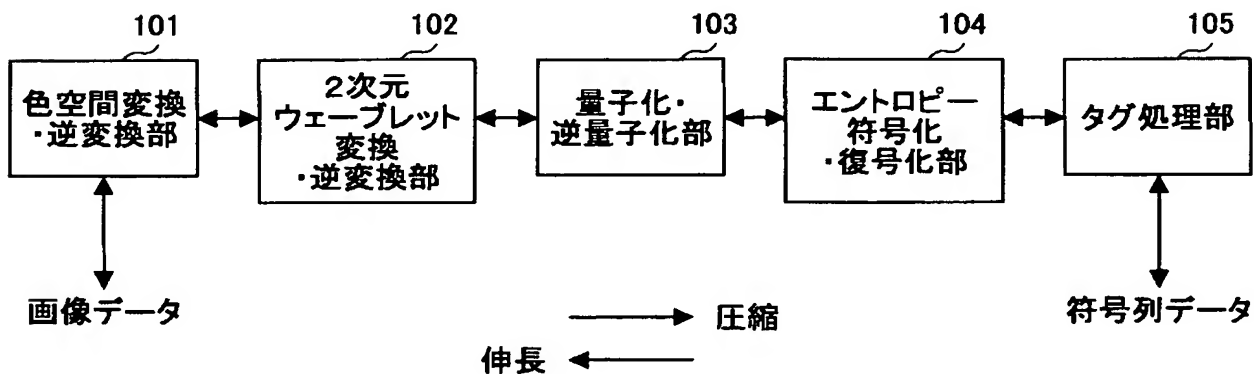 101
102
103
104
105
色空間変換
・逆変換部
2次元
ウェーブレット
変換
・逆変換部
量子化・
逆量子化部
エントロピー
符号化
・復号化部
タグ処理部
画像データ
圧縮
符号列データ
伸長